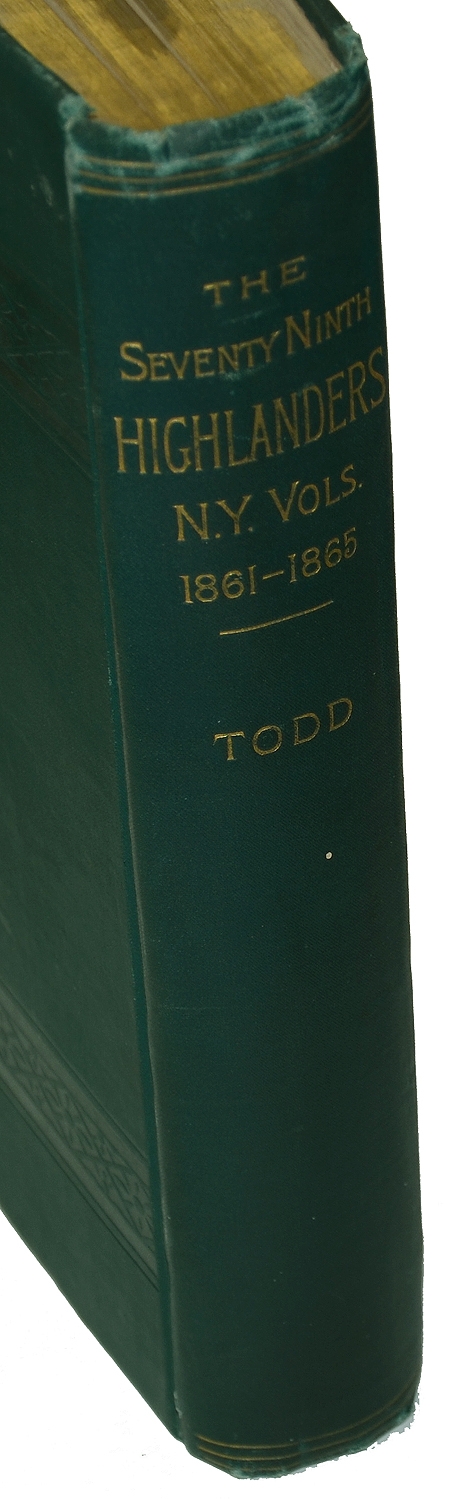 THE
SEVENTY NINTH
HIGHLANDERS
N.Y. VOLS.
1861–1865
TODD